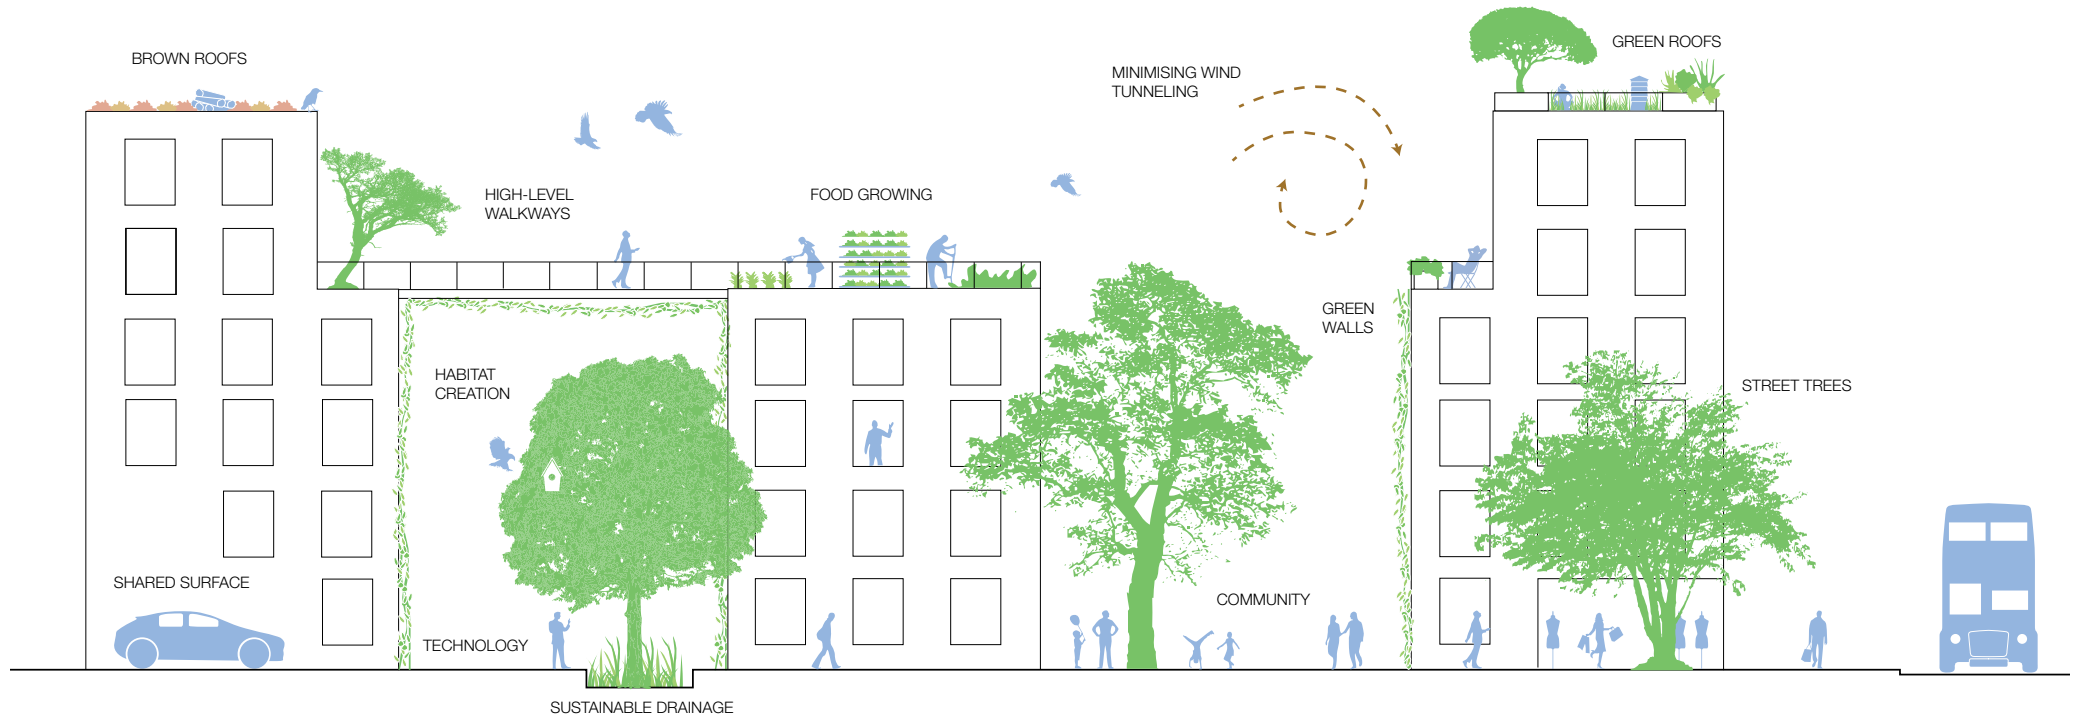 BROWN ROOFS
GREEN ROOFS
MINIMISING WIND
TUNNELING
HIGH-LEVEL
WALKWAYS
FOOD GROWING
GREEN
WALLS
HABITAT
CREATION
STREET TREES
SHARED SURFACE
COMMUNITY
TECHNOLOGY
SUSTAINABLE DRAINAGE